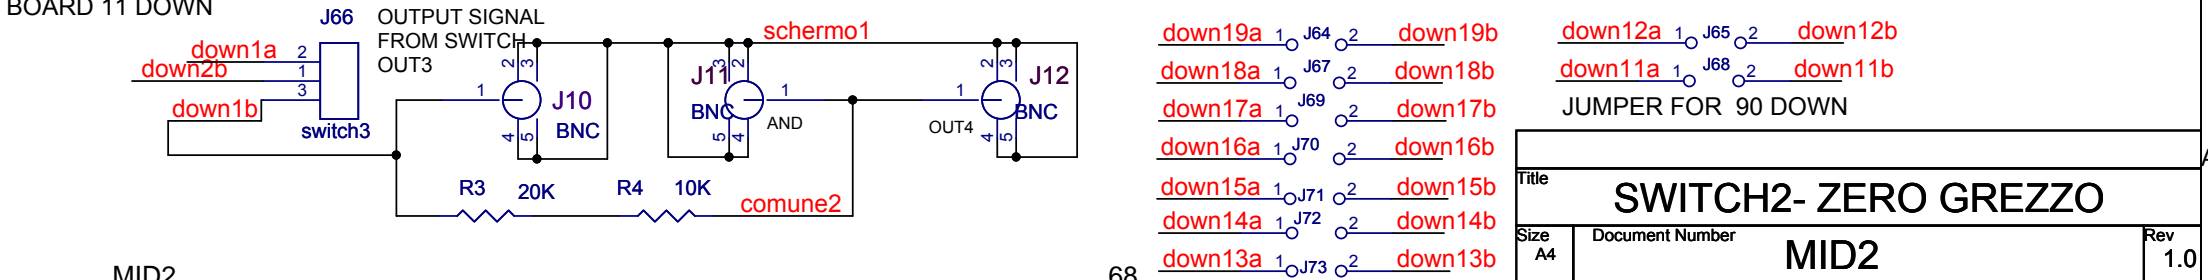 BOARD 11 DOWN
J66
OUTPUT SIGNAL
FROM SWITCH
OUT3
down1a 2
down2b 1
down1b 3
switch3
2 3
1
J10
BNC
4 5
schermo1
3 2
J11
BNC
1
AND
5 4
2 3
1
J12
BNC
OUT4
4 5
R3 20K R4 10K
comune2
MID2
68
down19a 1 J64 2 down19b
down18a 1 J67 2 down18b
down17a 1 J69 2 down17b
down16a 1 J70 2 down16b
down15a 1 J71 2 down15b
down14a 1 J72 2 down14b
down13a 1 J73 2 down13b
down12a 1 J65 2 down12b
down11a 1 J68 2 down11b
JUMPER FOR 90 DOWN
Title
SWITCH2- ZERO GREZZO
Size
A4
Document Number
MID2
Rev
1.0